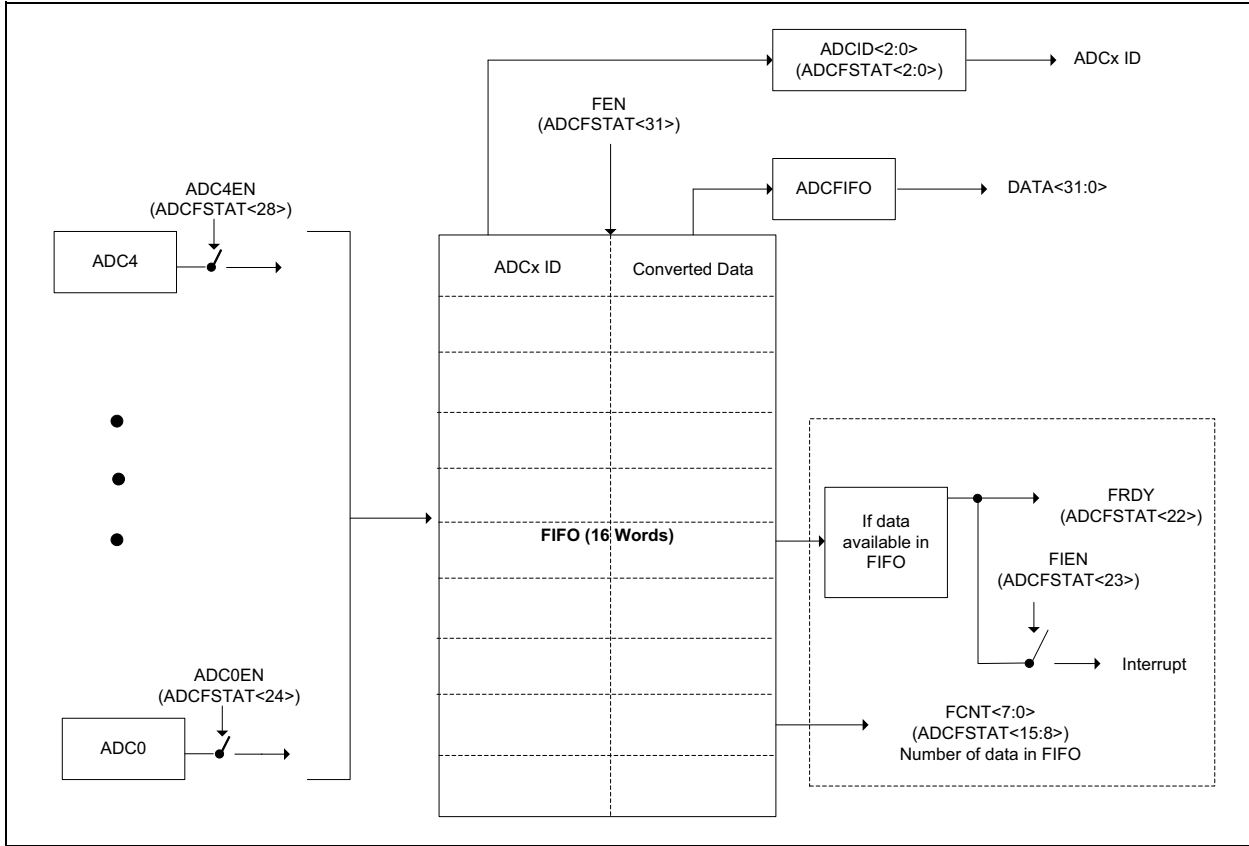 ADCID<2:0>
(ADCFSTAT<2:0>)
ADCx ID
FEN
(ADCFSTAT<31>)
ADCFIFO
DATA<31:0>
ADC4EN
(ADCFSTAT<28>)
ADC4
ADCx ID
Converted Data
FIFO (16 Words)
If data
available in
FIFO
FRDY
(ADCFSTAT<22>)
FIEN
(ADCFSTAT<23>)
Interrupt
ADC0EN
(ADCFSTAT<24>)
ADC0
FCNT<7:0>
(ADCFSTAT<15:8>)
Number of data in FIFO